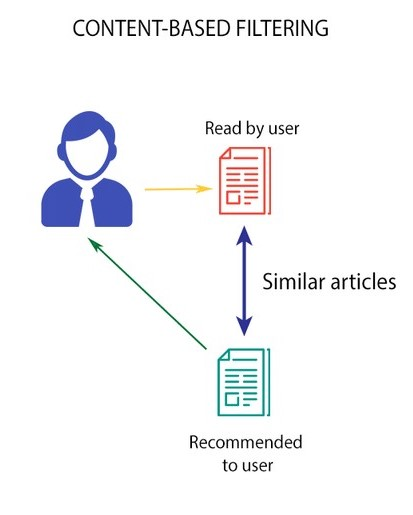 CONTENT-BASED FILTERING
Read by user
Similar articles
Recommended
to user